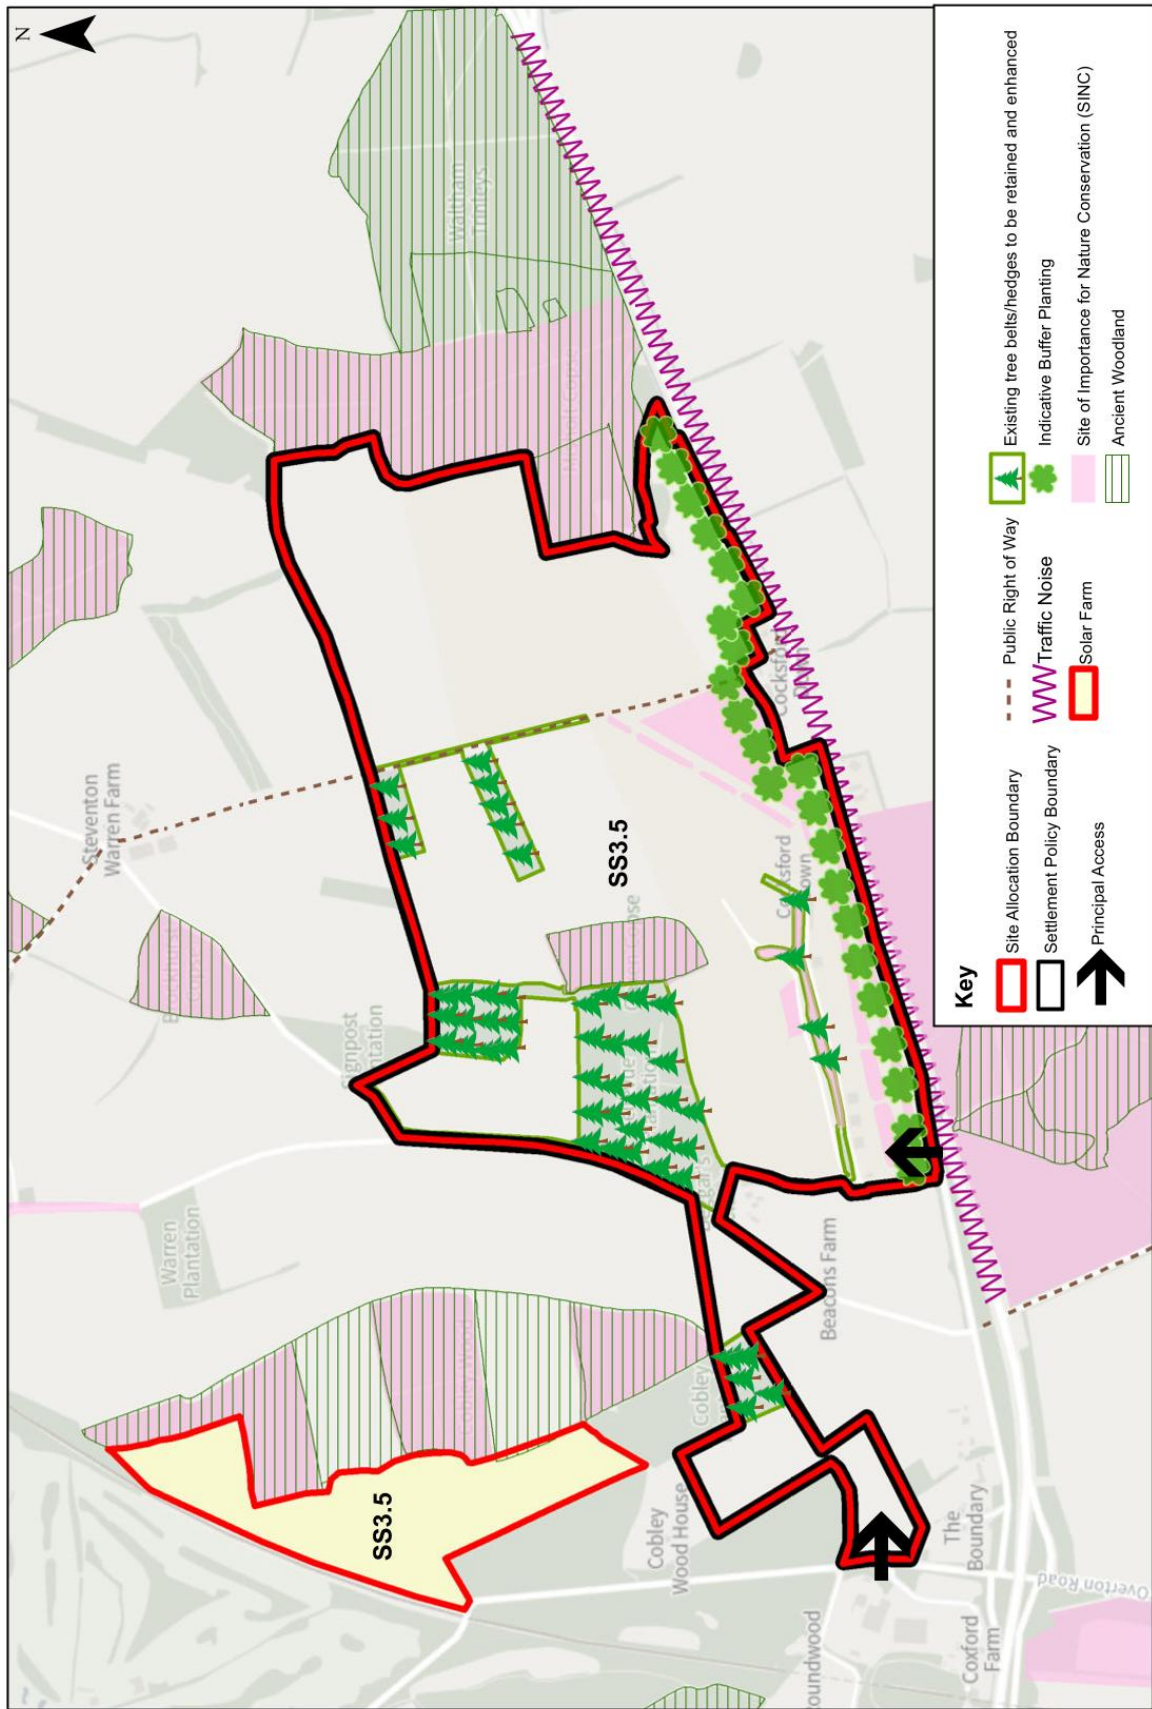 N
Waltham
Trinleys
Steventon
Warren Farm
Signpost
Plantation
Warren
Plantation
SS3.5
Cocksford
Down
Beacons Farm
Cobley Wood
Cobley
SS3.5
Cobley
Wood House
The
Boundary
Overton Road
Coxford
Farm
Key
Site Allocation Boundary
Settlement Policy Boundary
Principal Access
Public Right of Way
Traffic Noise
Solar Farm
Existing tree belts/hedges to be retained and enhanced
Indicative Buffer Planting
Site of Importance for Nature Conservation (SINC)
Ancient Woodland